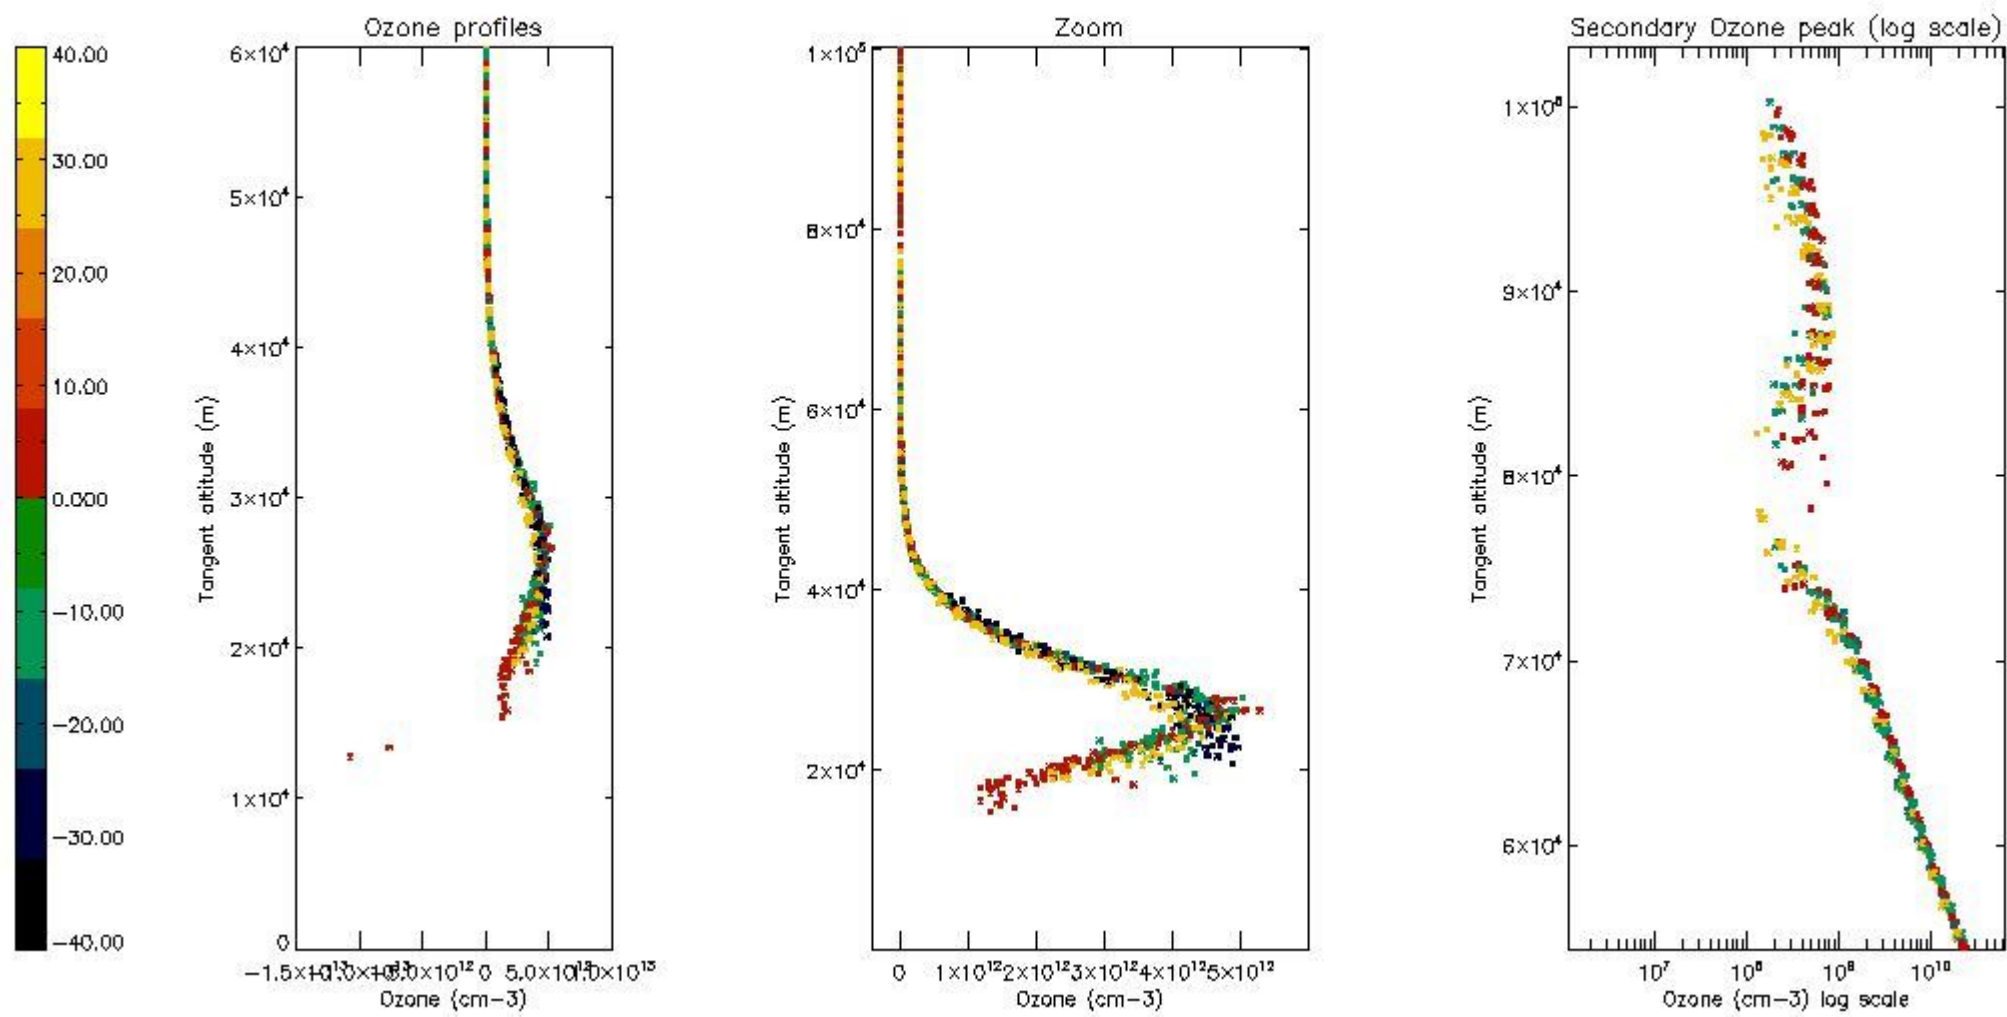 Ozone profiles
Zoom
Secondary Ozone peak (log scale)
40.00
30.00
20.00
10.00
-10.00
-20.00
-30.00
-40.00
6×10⁴
5×10⁴
4×10⁴
3×10⁴
2×10⁴
1×10⁴
0
Tangent altitude (m)
0
Ozone (cm-3)
1×10⁵
8×10⁴
6×10⁴
4×10⁴
2×10⁴
Tangent altitude (m)
0 1×10¹² 2×10¹² 3×10¹² 4×10¹² 5×10¹²
Ozone (cm-3)
9×10⁴
8×10⁴
7×10⁴
6×10⁴
Tangent altitude (m)
10⁷ 10⁸ 10⁹ 10¹⁰
Ozone (cm-3) log scale